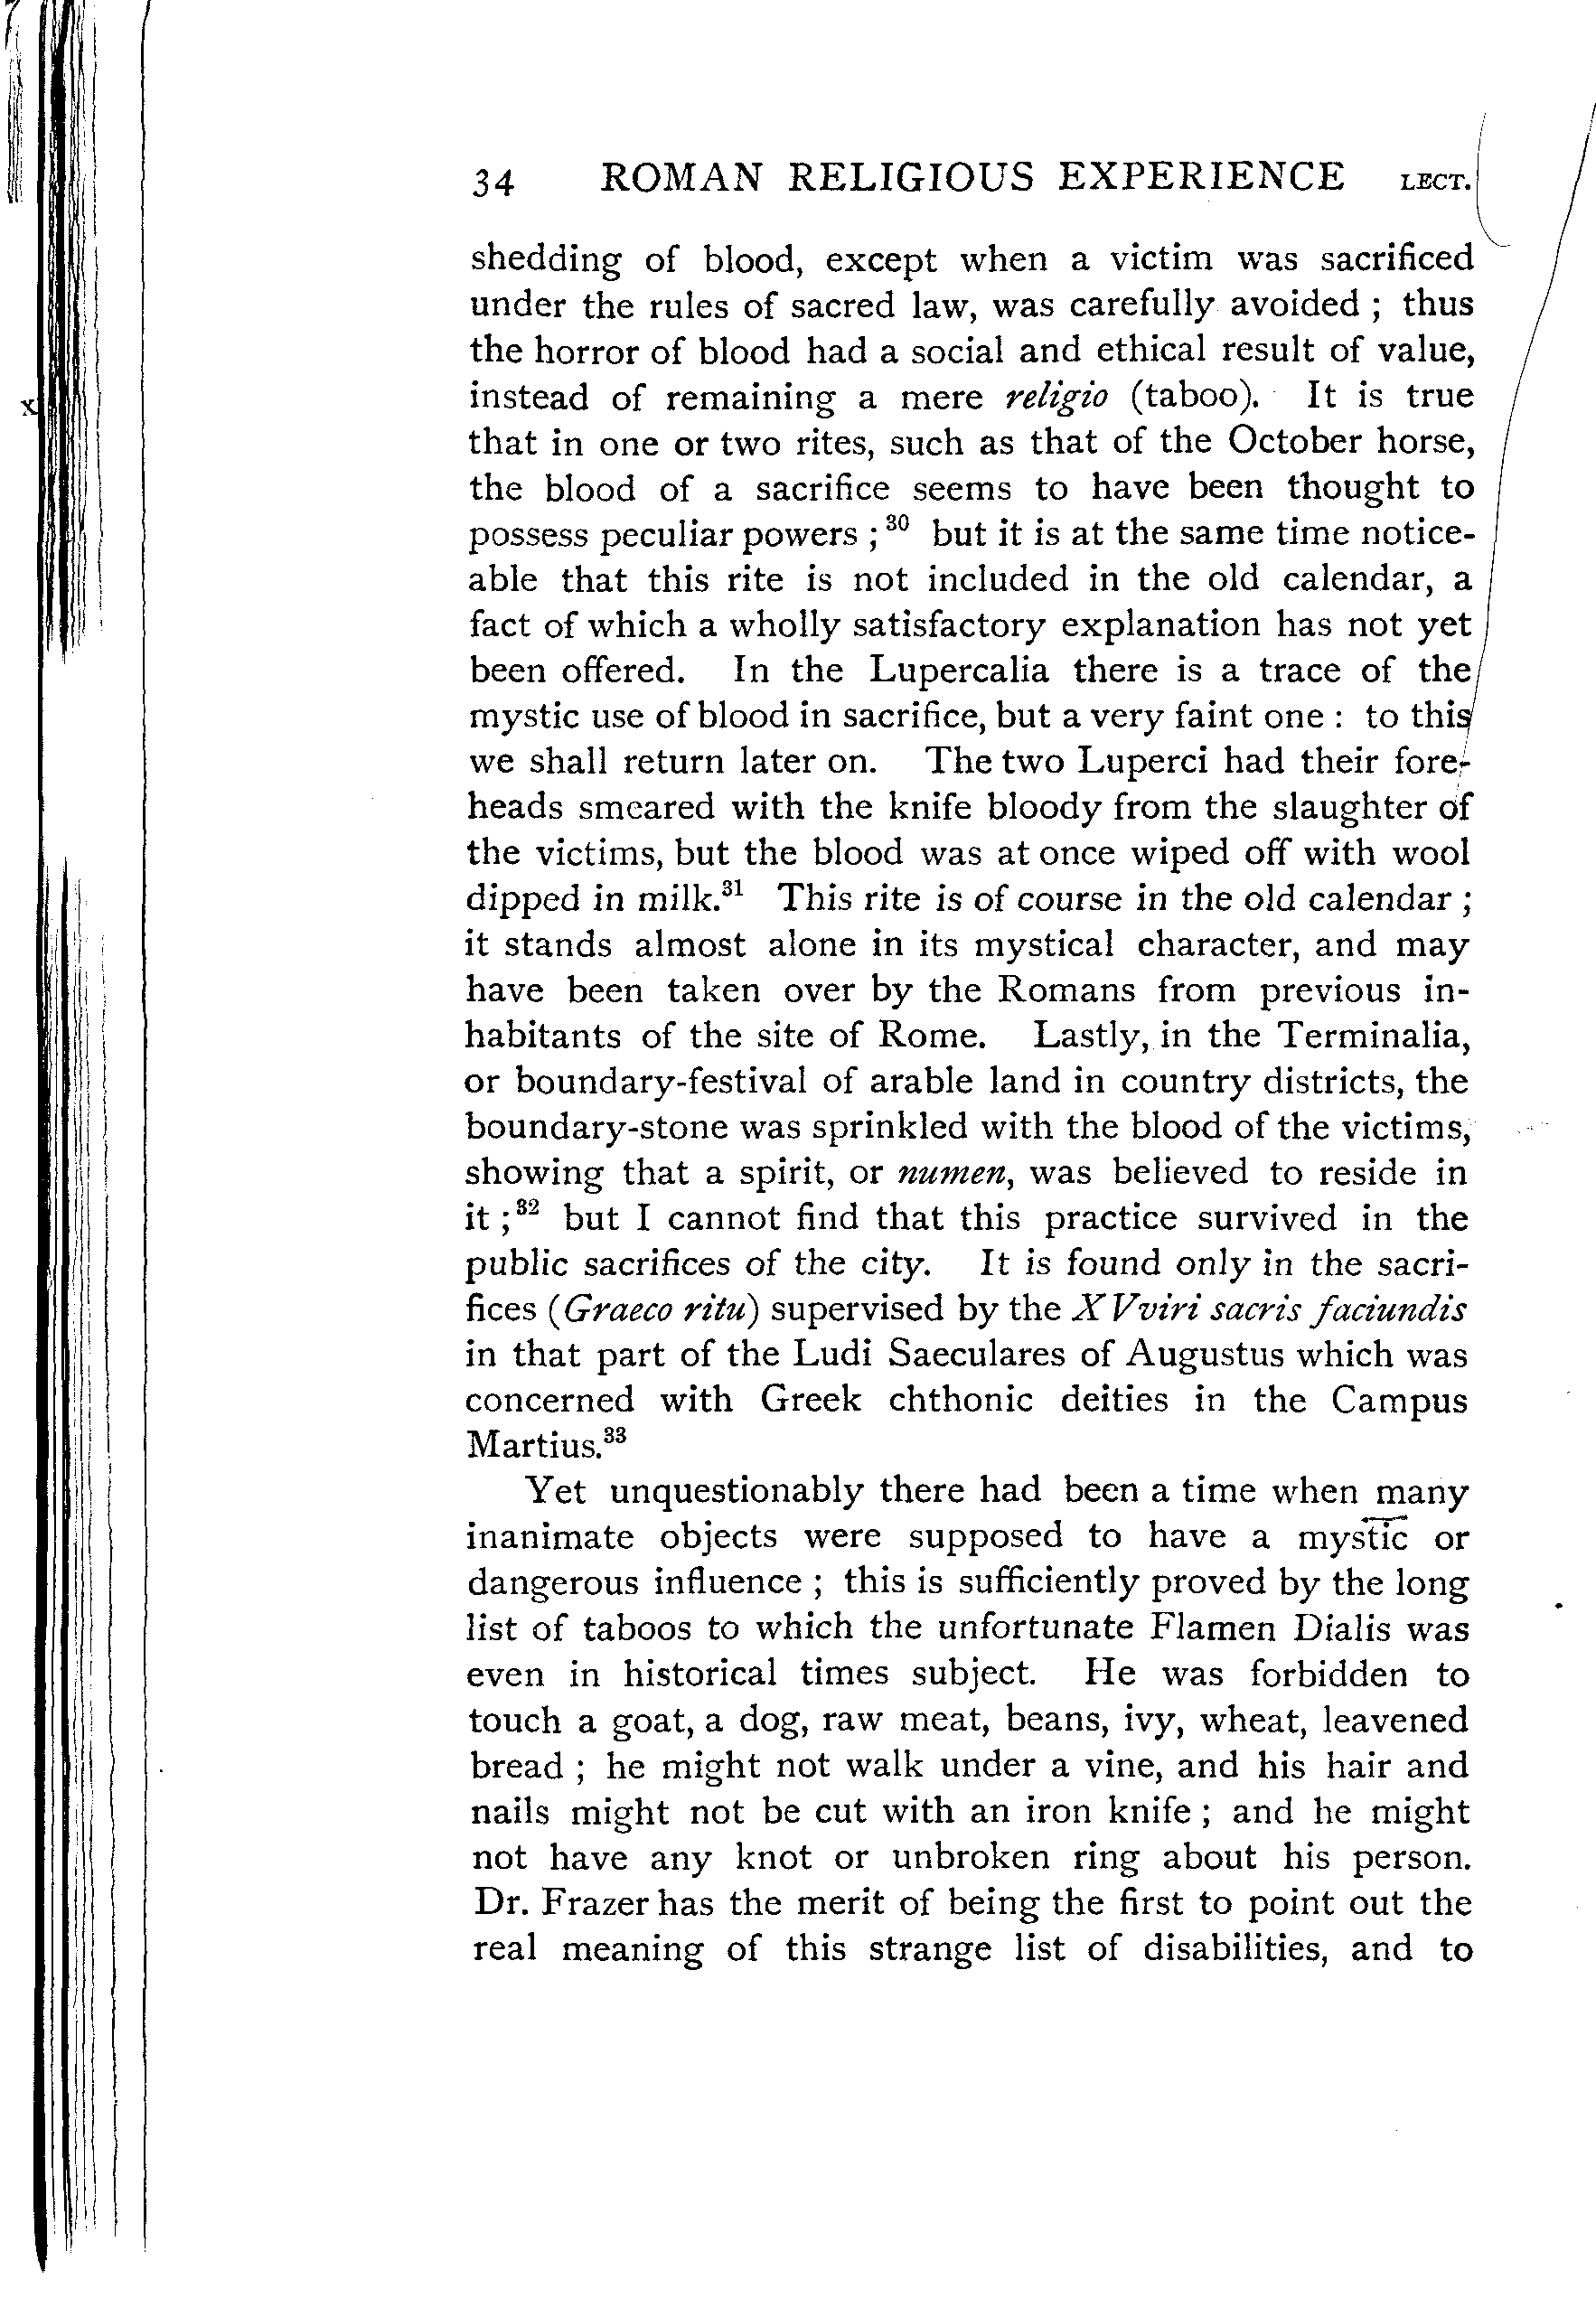 34 ROMAN RELIGIOUS EXPERIENCE LECT.
shedding of blood, except when a victim was sacrificed
under the rules of sacred law, was carefully avoided ; thus
the horror of blood had a social and ethical result of value,
instead of remaining a mere religio (taboo). It is true
that in one or two rites, such as that of the October horse,
the blood of a sacrifice seems to have been thought to
possess peculiar powers ;³⁰ but it is at the same time notice-
able that this rite is not included in the old calendar, a
fact of which a wholly satisfactory explanation has not yet
been offered. In the Lupercalia there is a trace of the
mystic use of blood in sacrifice, but a very faint one : to this
we shall return later on. The two Luperci had their fore-
heads smeared with the knife bloody from the slaughter of
the victims, but the blood was at once wiped off with wool
dipped in milk.³¹ This rite is of course in the old calendar ;
it stands almost alone in its mystical character, and may
have been taken over by the Romans from previous in-
habitants of the site of Rome. Lastly, in the Terminalia,
or boundary-festival of arable land in country districts, the
boundary-stone was sprinkled with the blood of the victims,
showing that a spirit, or numen, was believed to reside in
it ;³² but I cannot find that this practice survived in the
public sacrifices of the city. It is found only in the sacri-
fices (Graeco ritu) supervised by the XVviri sacris faciundis
in that part of the Ludi Saeculares of Augustus which was
concerned with Greek chthonic deities in the Campus
Martius.³³
Yet unquestionably there had been a time when many
inanimate objects were supposed to have a mystic or
dangerous influence ; this is sufficiently proved by the long
list of taboos to which the unfortunate Flamen Dialis was
even in historical times subject. He was forbidden to
touch a goat, a dog, raw meat, beans, ivy, wheat, leavened
bread ; he might not walk under a vine, and his hair and
nails might not be cut with an iron knife ; and he might
not have any knot or unbroken ring about his person.
Dr. Frazer has the merit of being the first to point out the
real meaning of this strange list of disabilities, and to